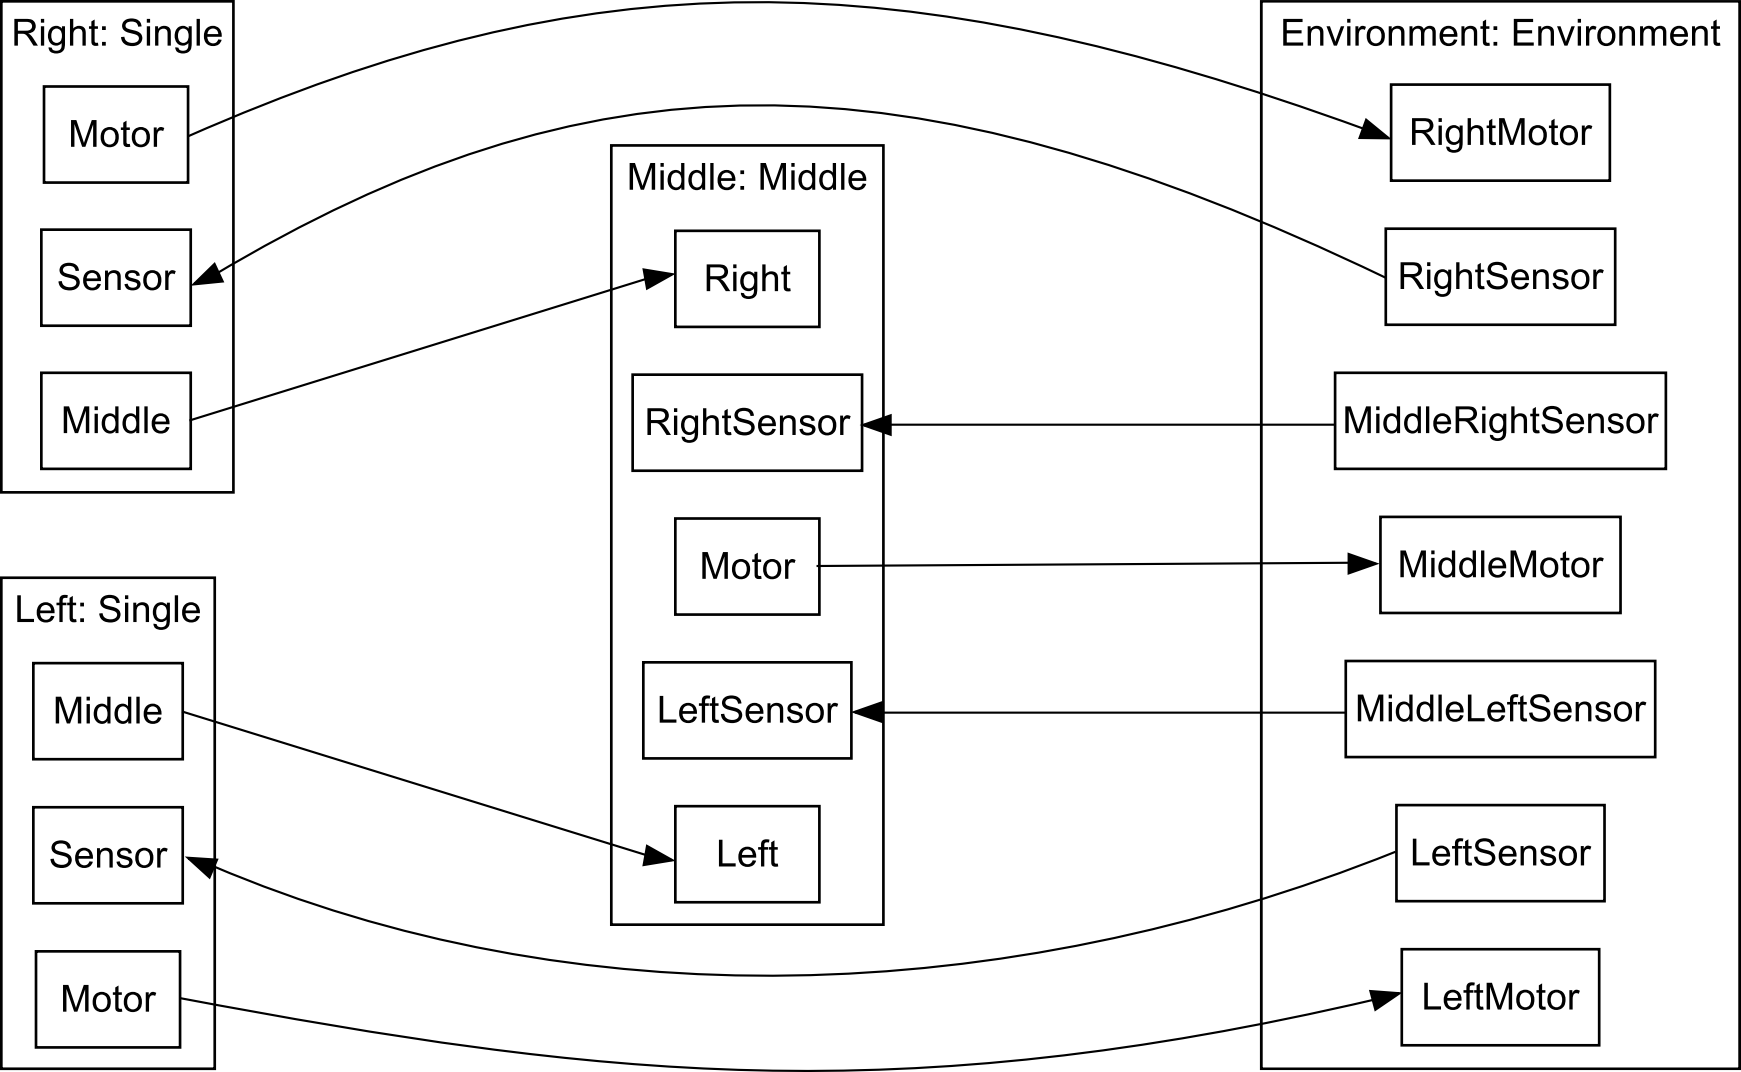 Right: Single
Motor
Sensor
Middle
Left: Single
Middle
Sensor
Motor
Middle: Middle
Right
RightSensor
Motor
LeftSensor
Left
Environment: Environment
RightMotor
RightSensor
MiddleRightSensor
MiddleMotor
MiddleLeftSensor
LeftSensor
LeftMotor